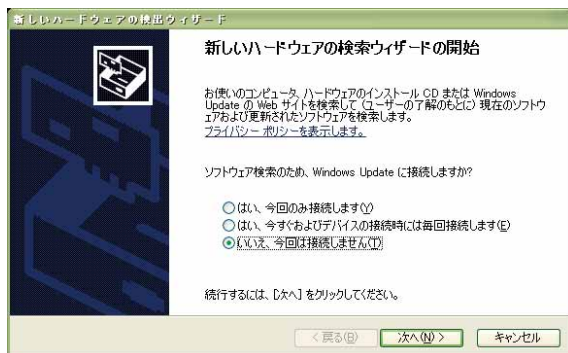 新しいハードウェアの検出ウィザード
新しいハードウェアの検索ウィザードの開始
お使いのコンピュータ、ハードウェアのインストール CD または Windows
Update の Web サイトを検索して (ユーザーの了解のもとに) 現在のソフトウ
ェアおよび更新されたソフトウェアを検索します。
プライバシー ポリシーを表示します。
ソフトウェア検索のため、Windows Update に接続しますか?
はい、今回のみ接続します(Y)
はい、今すぐおよびデバイスの接続時には毎回接続します(E)
いいえ、今回は接続しません(T)
続行するには、[次へ] をクリックしてください。
< 戻る(B)
次へ(N) >
キャンセル